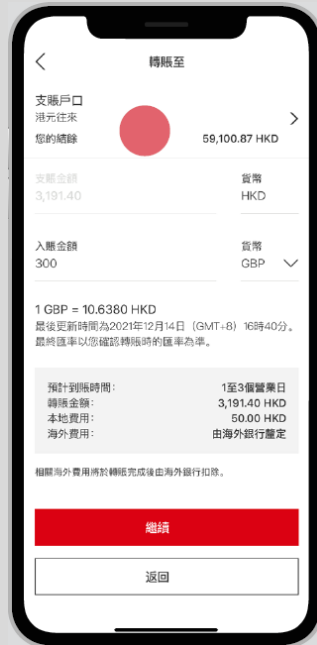 轉賬至
支賬戶口
港元往來
您的結餘 59,100.87 HKD
支賬金額 貨幣
3,191.40 HKD
入賬金額 貨幣
300 GBP
1 GBP = 10.6380 HKD
最後更新時間為2021年12月14日 (GMT+8) 16時40分。
最終匯率以您確認轉賬時的匯率為準。
預計到賬時間： 1至3個營業日
轉賬金額： 3,191.40 HKD
本地費用： 50.00 HKD
海外費用： 由海外銀行釐定
相關海外費用將於轉賬完成後由海外銀行扣除。
繼續
返回